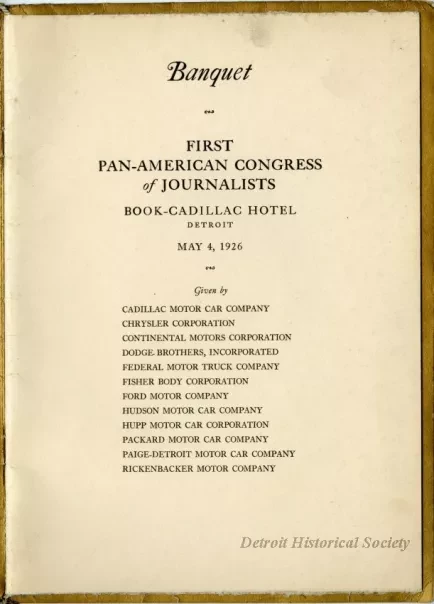 Banquet
FIRST
PAN-AMERICAN CONGRESS
of JOURNALISTS
BOOK-CADILLAC HOTEL
DETROIT
MAY 4, 1926
Given by
CADILLAC MOTOR CAR COMPANY
CHRYSLER CORPORATION
CONTINENTAL MOTORS CORPORATION
DODGE BROTHERS, INCORPORATED
FEDERAL MOTOR TRUCK COMPANY
FISHER BODY CORPORATION
FORD MOTOR COMPANY
HUDSON MOTOR CAR COMPANY
HUPP MOTOR CAR CORPORATION
PACKARD MOTOR CAR COMPANY
PAIGE-DETROIT MOTOR CAR COMPANY
RICKENBACKER MOTOR COMPANY
Detroit Historical Society